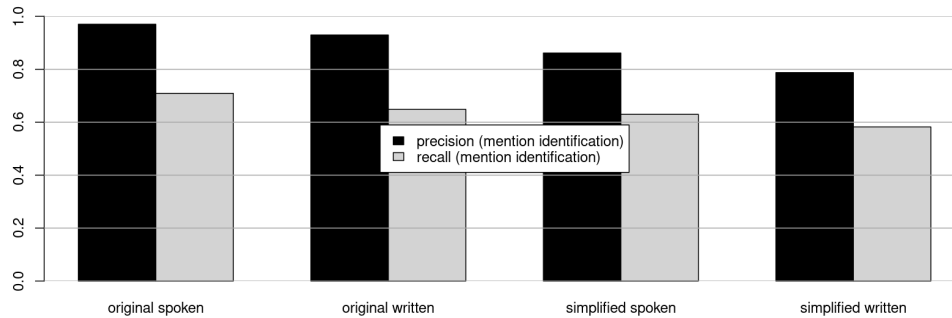 1.0
0.8
0.6
0.4
0.2
0.0
precision (mention identification)
recall (mention identification)
original spoken
original written
simplified spoken
simplified written